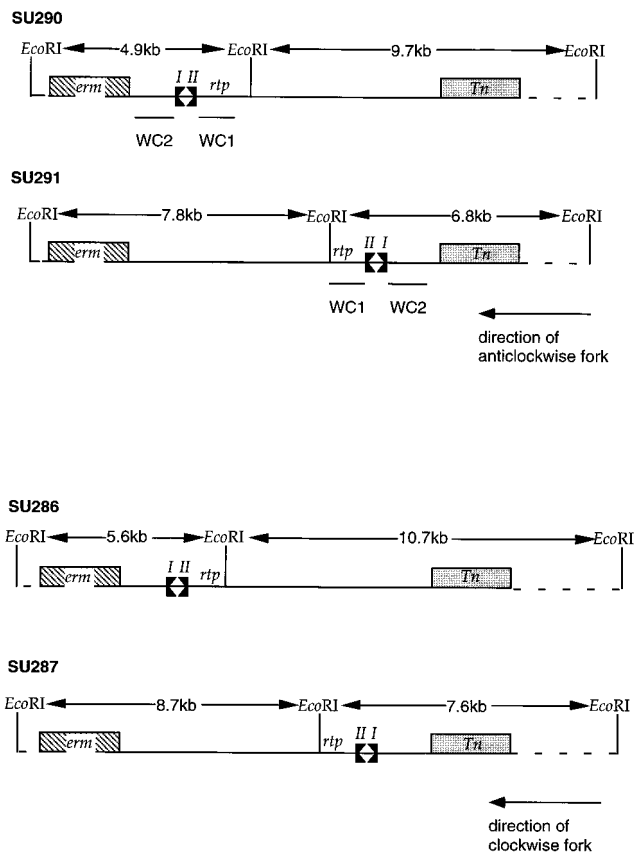 SU290
EcoRI 4.9kb EcoRI 9.7kb EcoRI
erm I II rtp Tn
WC2 WC1
SU291
EcoRI 7.8kb EcoRI 6.8kb EcoRI
erm rtp II I Tn
WC1 WC2
direction of
anticlockwise fork
SU286
EcoRI 5.6kb EcoRI 10.7kb EcoRI
erm I II rtp Tn
SU287
EcoRI 8.7kb EcoRI 7.6kb EcoRI
erm rtp II I Tn
direction of
clockwise fork